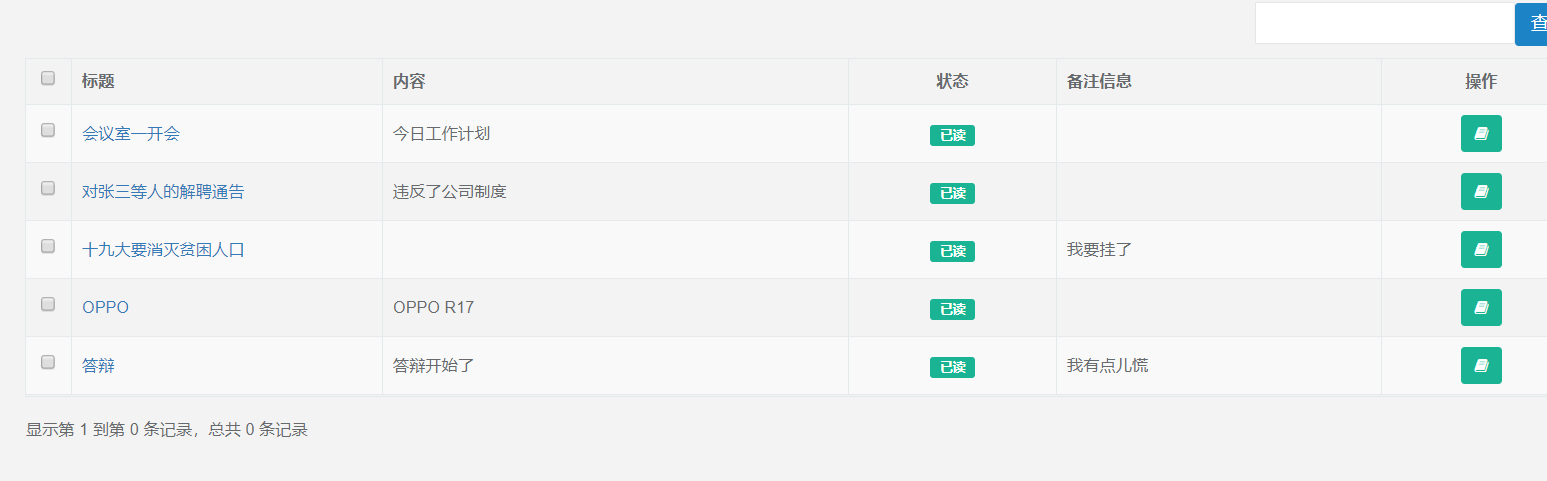 查
标题 内容 状态 备注信息 操作
会议室一开会 今日工作计划 已读
对张三等人的解聘通告 违反了公司制度 已读
十九大要消灭贫困人口 已读 我要挂了
OPPO OPPO R17 已读
答辩 答辩开始了 已读 我有点儿慌
显示第 1 到第 0 条记录，总共 0 条记录